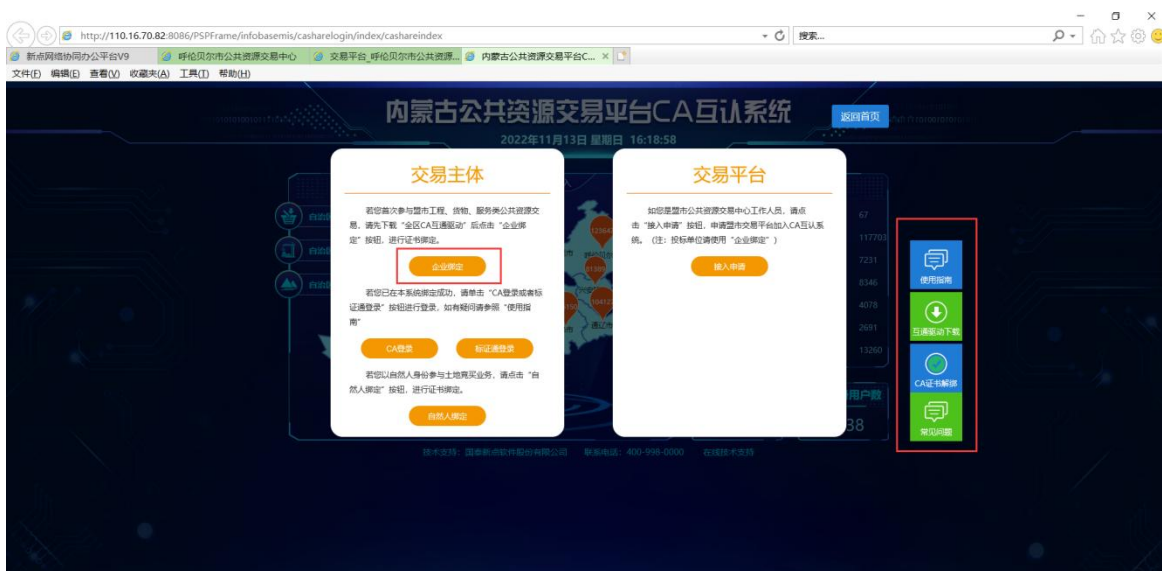 http://110.16.70.82:8086/PSPFrame/infobasemis/casharelogin/index/cashareindex
搜索...
新点网络协同办公平台V9
呼伦贝尔市公共资源交易中心
交易平台_呼伦贝尔市公共资源...
内蒙古公共资源交易平台C...
文件(F) 编辑(E) 查看(V) 收藏夹(A) 工具(T) 帮助(H)
内蒙古公共资源交易平台CA互认系统
返回首页
2022年11月13日 星期日 16:18:58
交易主体
若您首次参与盟市工程、货物、服务类公共资源交
易，请先下载“全区CA互通驱动”后点击“企业绑
定”按钮，进行证书绑定。
企业绑定
若您已在本系统绑定成功，请单击“CA登录或者标
证通登录”按钮进行登录，如有疑问请参照“使用指
南”
CA登录
标证通登录
若您以自然人身份参与土地竞买业务，请点击“自
然人绑定”按钮，进行证书绑定。
自然人绑定
交易平台
如您是盟市公共资源交易中心工作人员，请点
击“接入申请”按钮，申请盟市交易平台加入CA互认系
统。（注：投标单位请使用“企业绑定”）
接入申请
67
117703
7231
8346
4078
2691
13260
用户数
38
使用指南
互通驱动下载
CA证书解绑
常见问题
技术支持：国泰新点软件股份有限公司 联系电话：400-998-0000 在线技术支持